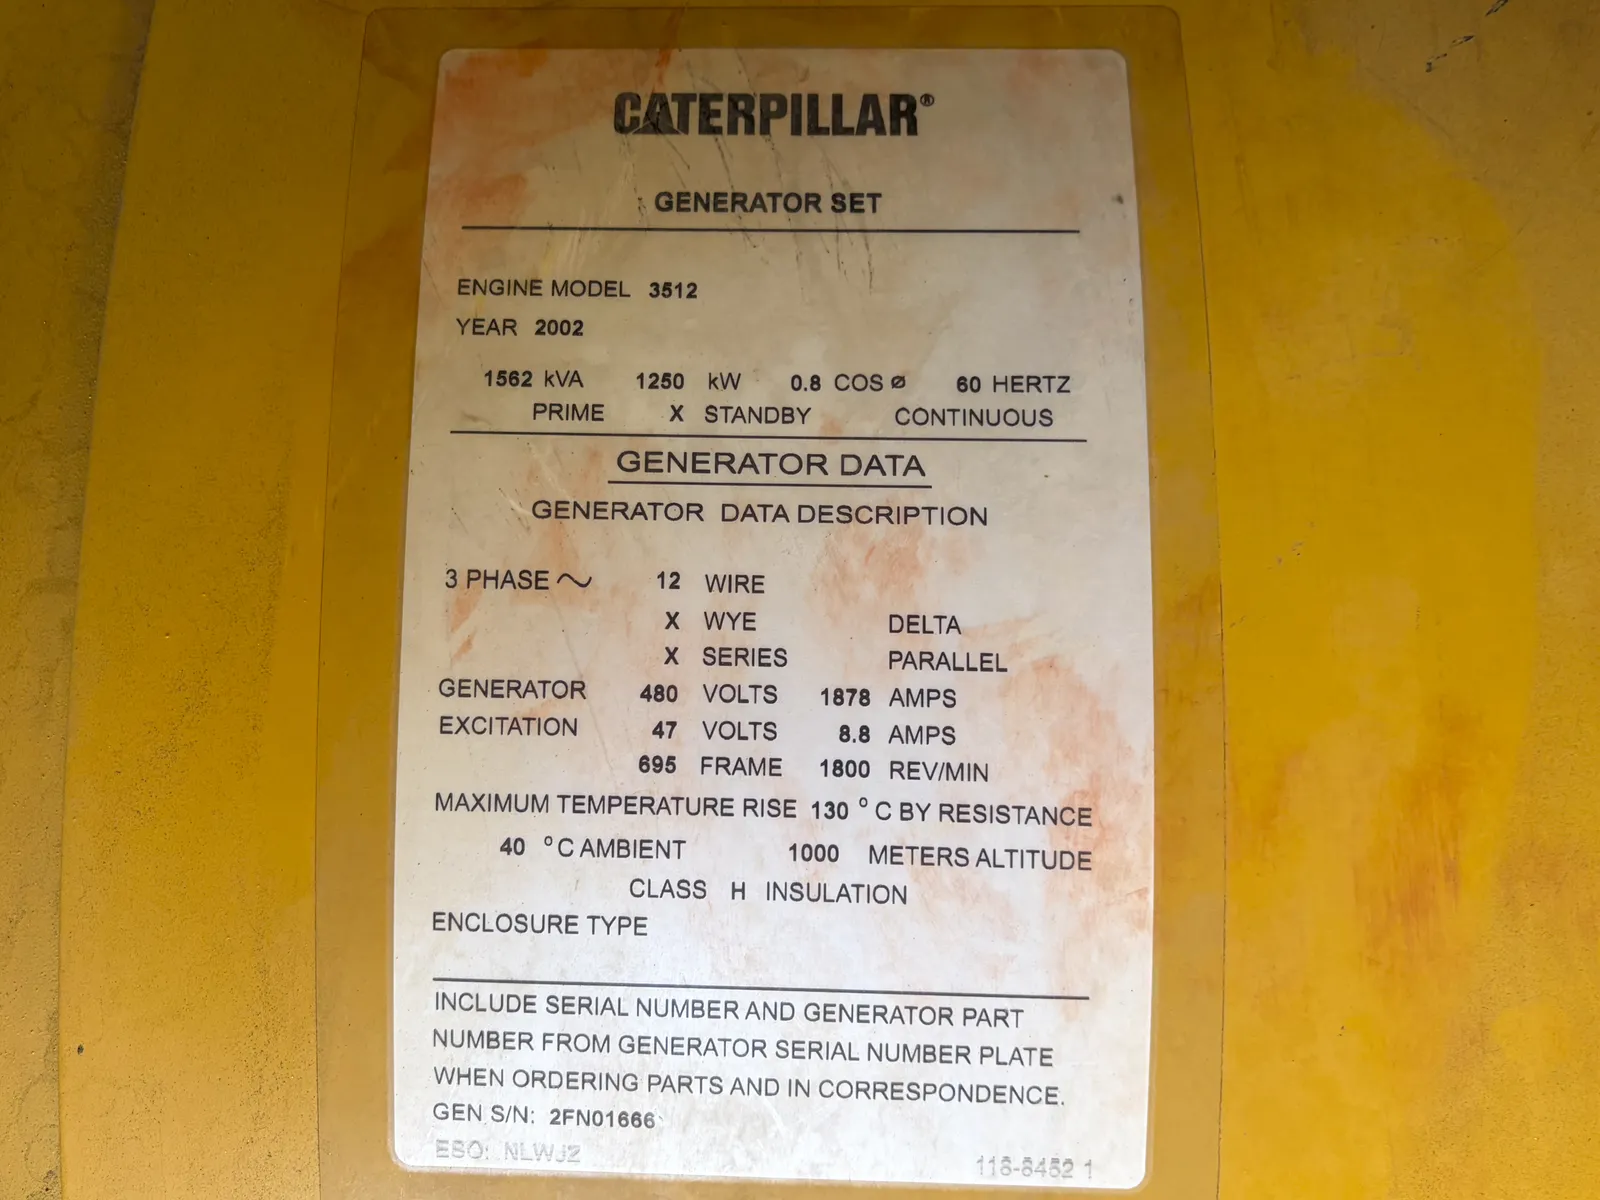 CATERPILLAR®
GENERATOR SET
ENGINE MODEL 3512
YEAR 2002
1562 kVA 1250 kW 0.8 COS ø 60 HERTZ
PRIME X STANDBY CONTINUOUS
GENERATOR DATA
GENERATOR DATA DESCRIPTION
3 PHASE ~ 12 WIRE
X WYE DELTA
X SERIES PARALLEL
GENERATOR 480 VOLTS 1878 AMPS
EXCITATION 47 VOLTS 8.8 AMPS
695 FRAME 1800 REV/MIN
MAXIMUM TEMPERATURE RISE 130 °C BY RESISTANCE
40 °C AMBIENT 1000 METERS ALTITUDE
CLASS H INSULATION
ENCLOSURE TYPE
INCLUDE SERIAL NUMBER AND GENERATOR PART
NUMBER FROM GENERATOR SERIAL NUMBER PLATE
WHEN ORDERING PARTS AND IN CORRESPONDENCE.
GEN S/N: 2FN01666
ESO: NLWJ2
118-8452 1